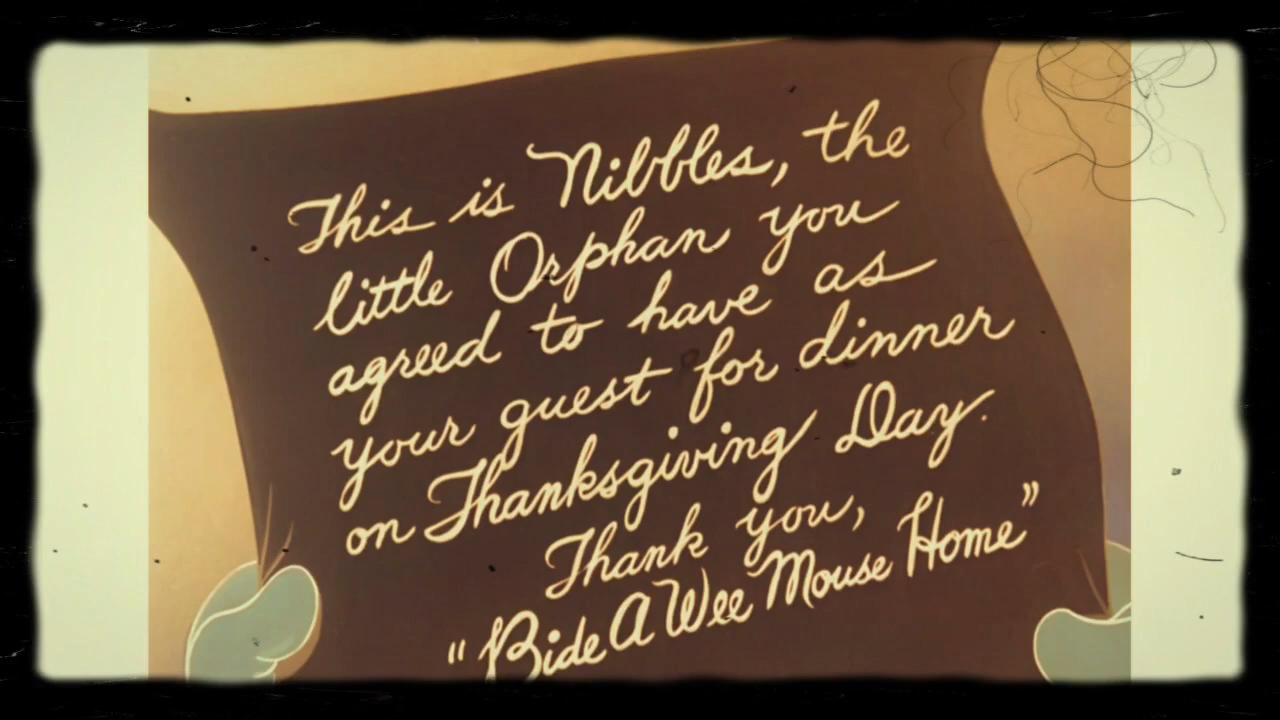 This is Nibbles, the
little Orphan you
agreed to have as
your guest for dinner
on Thanksgiving Day.
Thank you,
"Bide A Wee Mouse Home"